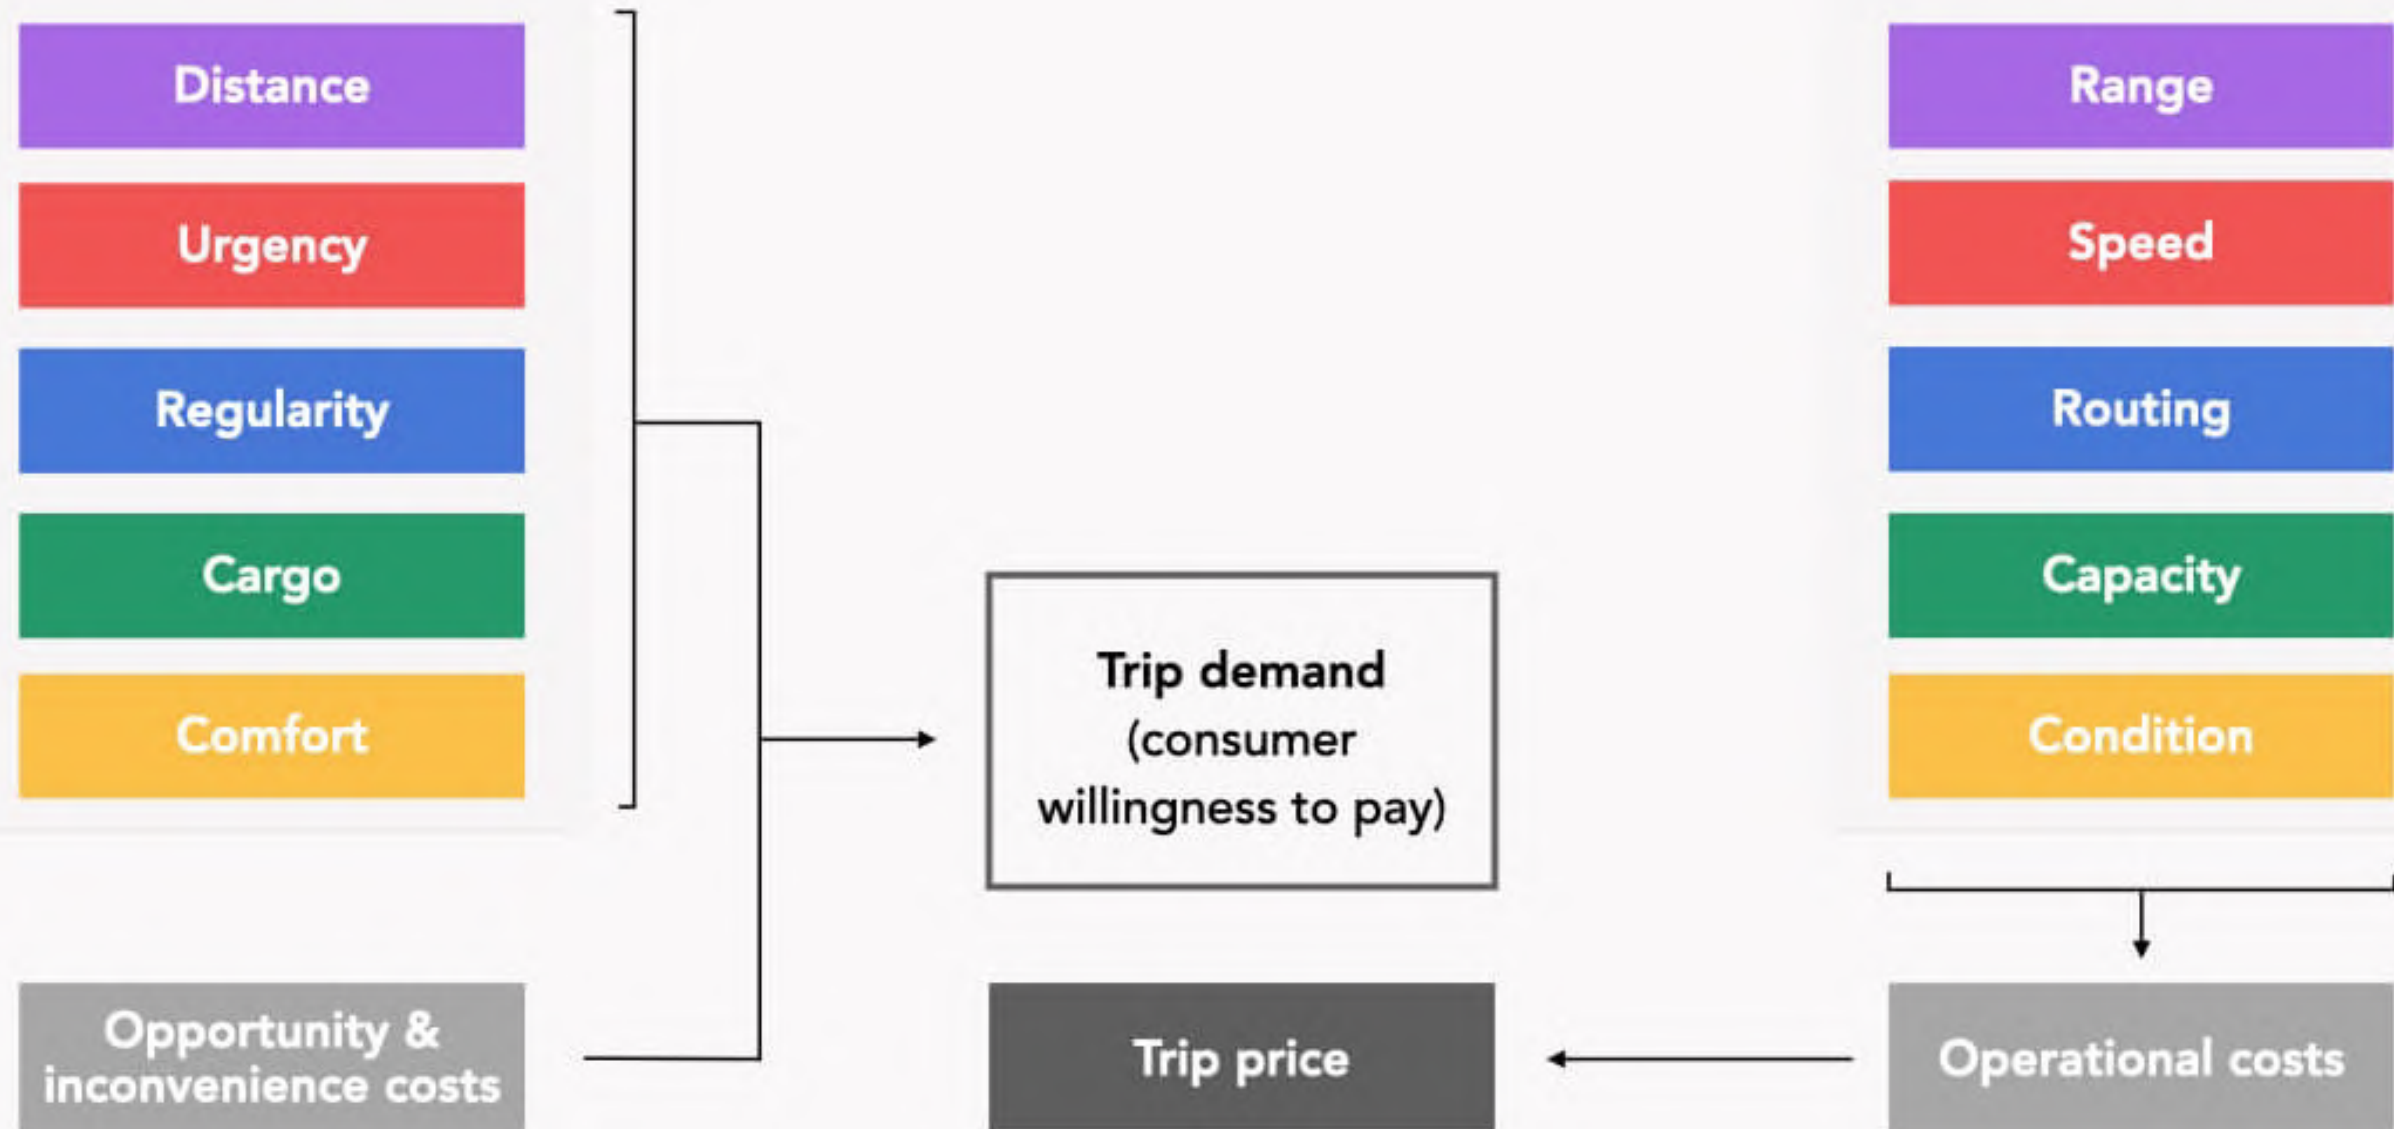 Distance
Urgency
Regularity
Cargo
Comfort
Opportunity &
inconvenience costs
Trip demand
(consumer
willingness to pay)
Trip price
Range
Speed
Routing
Capacity
Condition
Operational costs